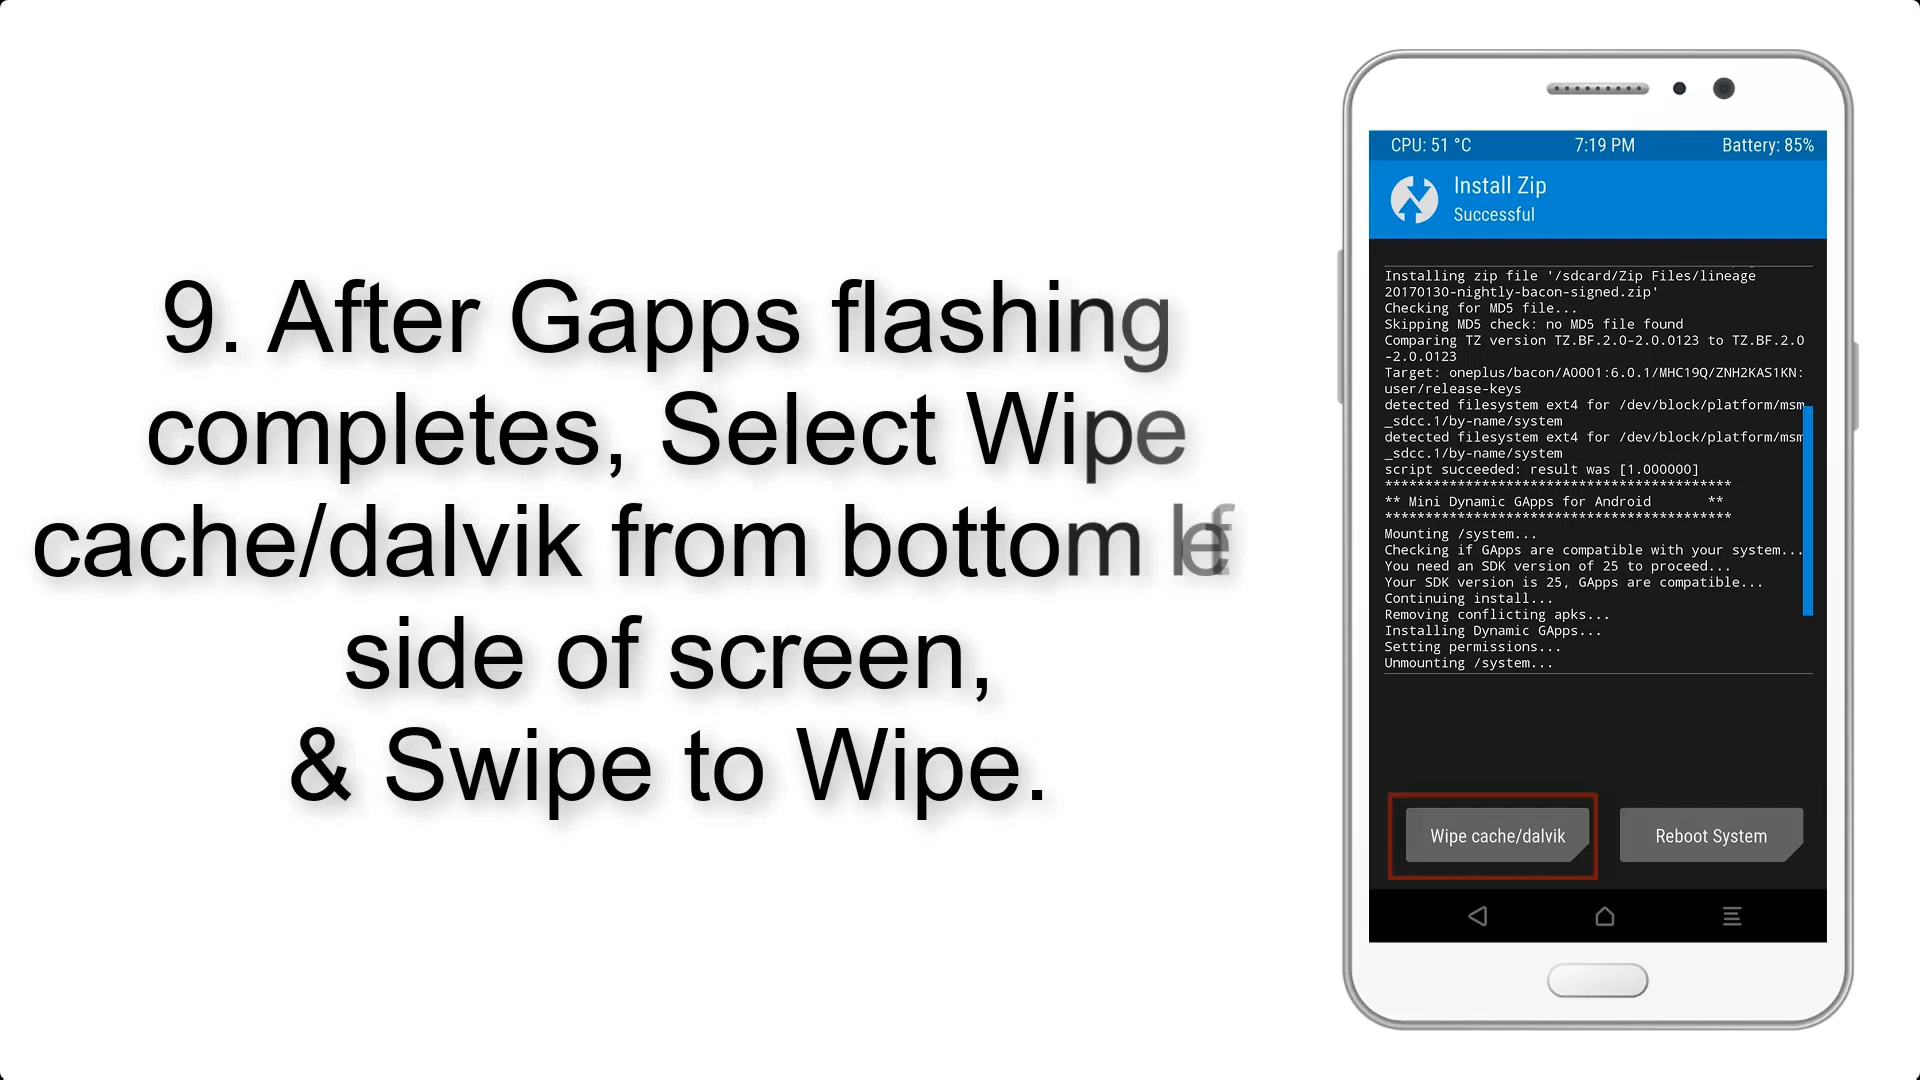 9. After Gapps flashing
completes, Select Wipe
cache/dalvik from bottom lef
side of screen,
& Swipe to Wipe.
CPU: 51 °C 7:19 PM Battery: 85%
Install Zip
Successful
Installing zip file '/sdcard/Zip Files/lineage
20170130-nightly-bacon-signed.zip'
Checking for MD5 file...
Skipping MD5 check: no MD5 file found
Comparing TZ version TZ.BF.2.0-2.0.0123 to TZ.BF.2.0
-2.0.0123
Target: oneplus/bacon/A0001:6.0.1/MHC19Q/ZNH2KAS1KN:
user/release-keys
detected filesystem ext4 for /dev/block/platform/msm
_sdcc.1/by-name/system
detected filesystem ext4 for /dev/block/platform/msm
_sdcc.1/by-name/system
script succeeded: result was [1.000000]
*******************************************
** Mini Dynamic GApps for Android **
*******************************************
Mounting /system...
Checking if GApps are compatible with your system...
You need an SDK version of 25 to proceed...
Your SDK version is 25, GApps are compatible...
Continuing install...
Removing conflicting apks...
Installing Dynamic GApps...
Setting permissions...
Unmounting /system...
Wipe cache/dalvik Reboot System